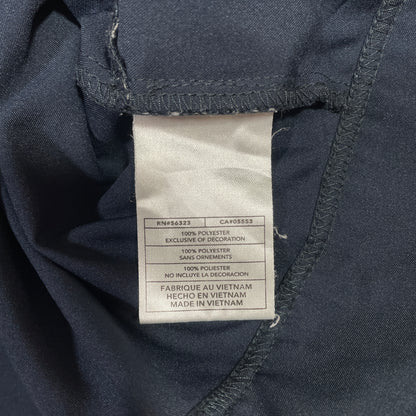 RN#56323 CA#05553
100% POLYESTER
EXCLUSIVE OF DECORATION
100% POLYESTER
SANS ORNEMENTS
100% POLIESTER
NO INCLUYE LA DECORACION
FABRIQUE AU VIETNAM
HECHO EN VIETNAM
MADE IN VIETNAM